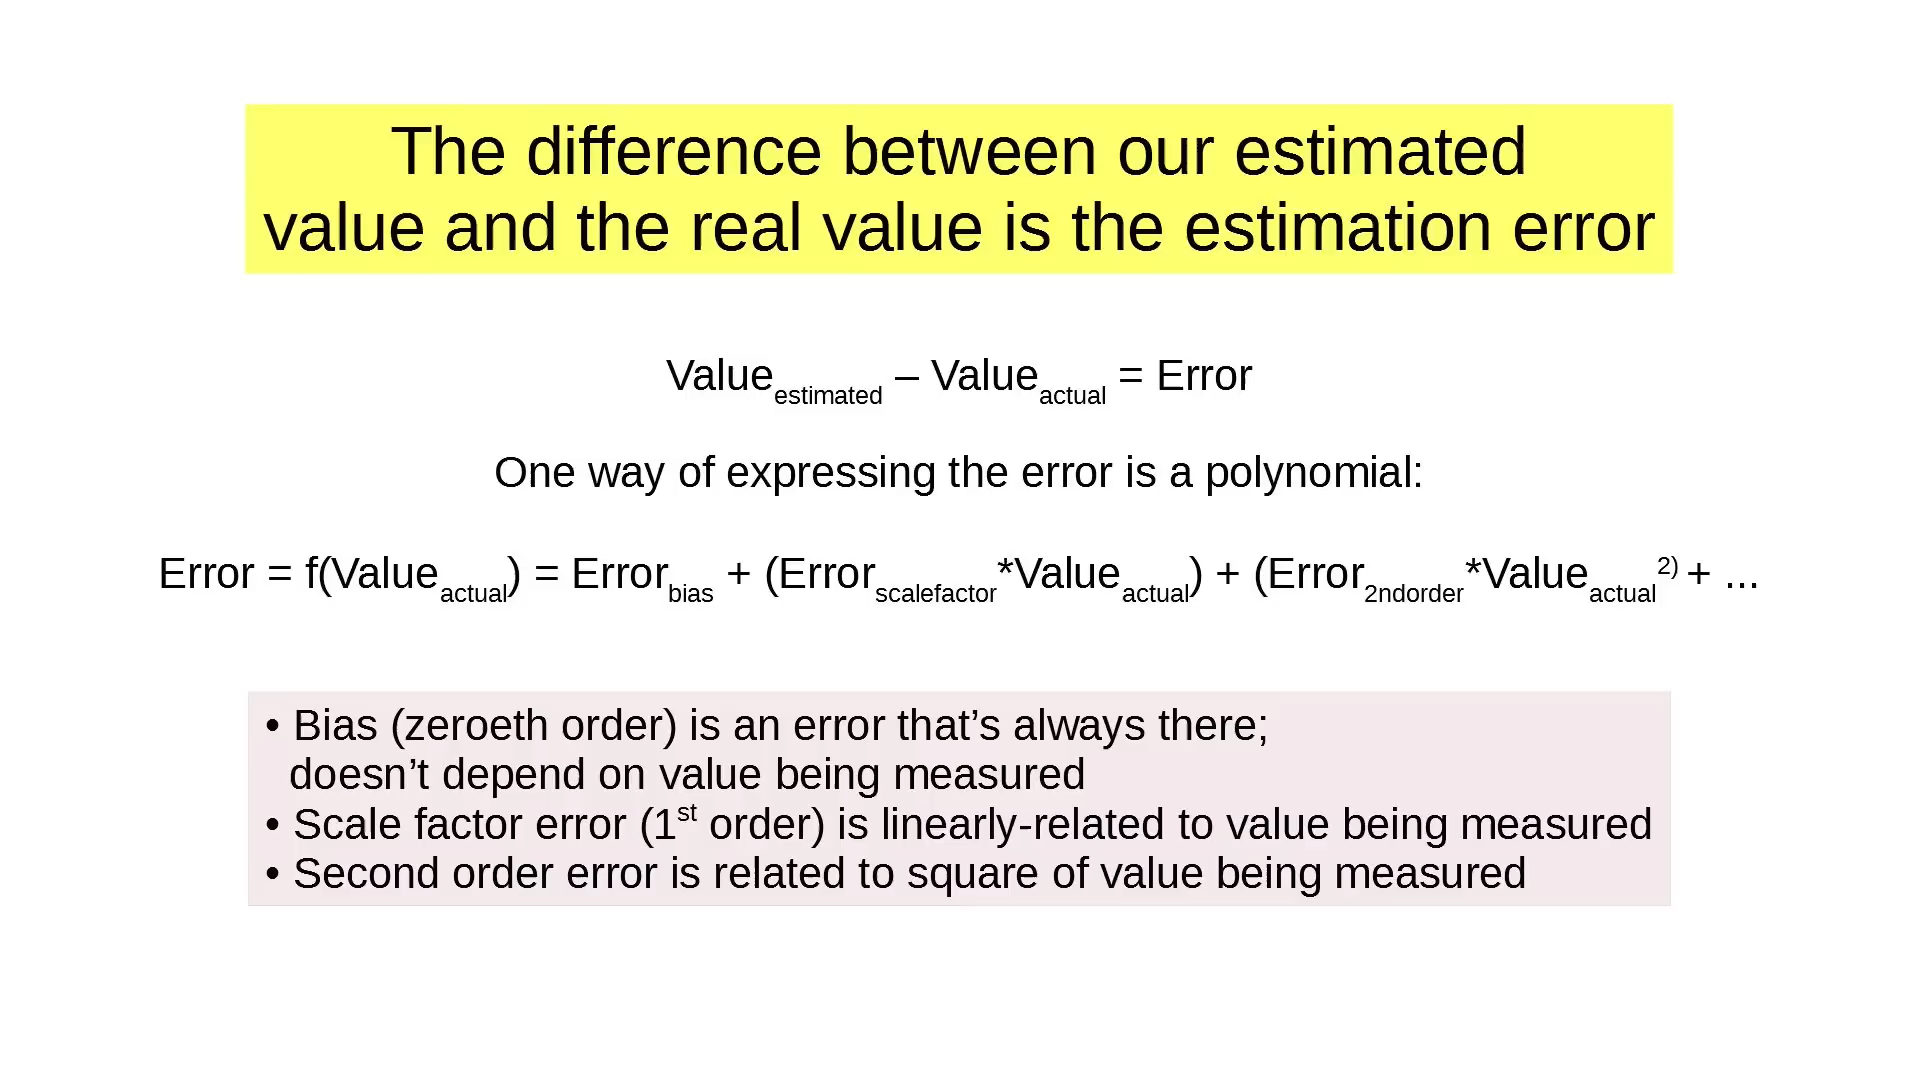 The difference between our estimated
value and the real value is the estimation error
Valueestimated – Valueactual = Error
One way of expressing the error is a polynomial:
Error = f(Valueactual) = Errorbias + (Errorscalefactor*Valueactual) + (Error2ndorder*Valueactual2) + ...
• Bias (zeroeth order) is an error that’s always there;
doesn’t depend on value being measured
• Scale factor error (1st order) is linearly-related to value being measured
• Second order error is related to square of value being measured